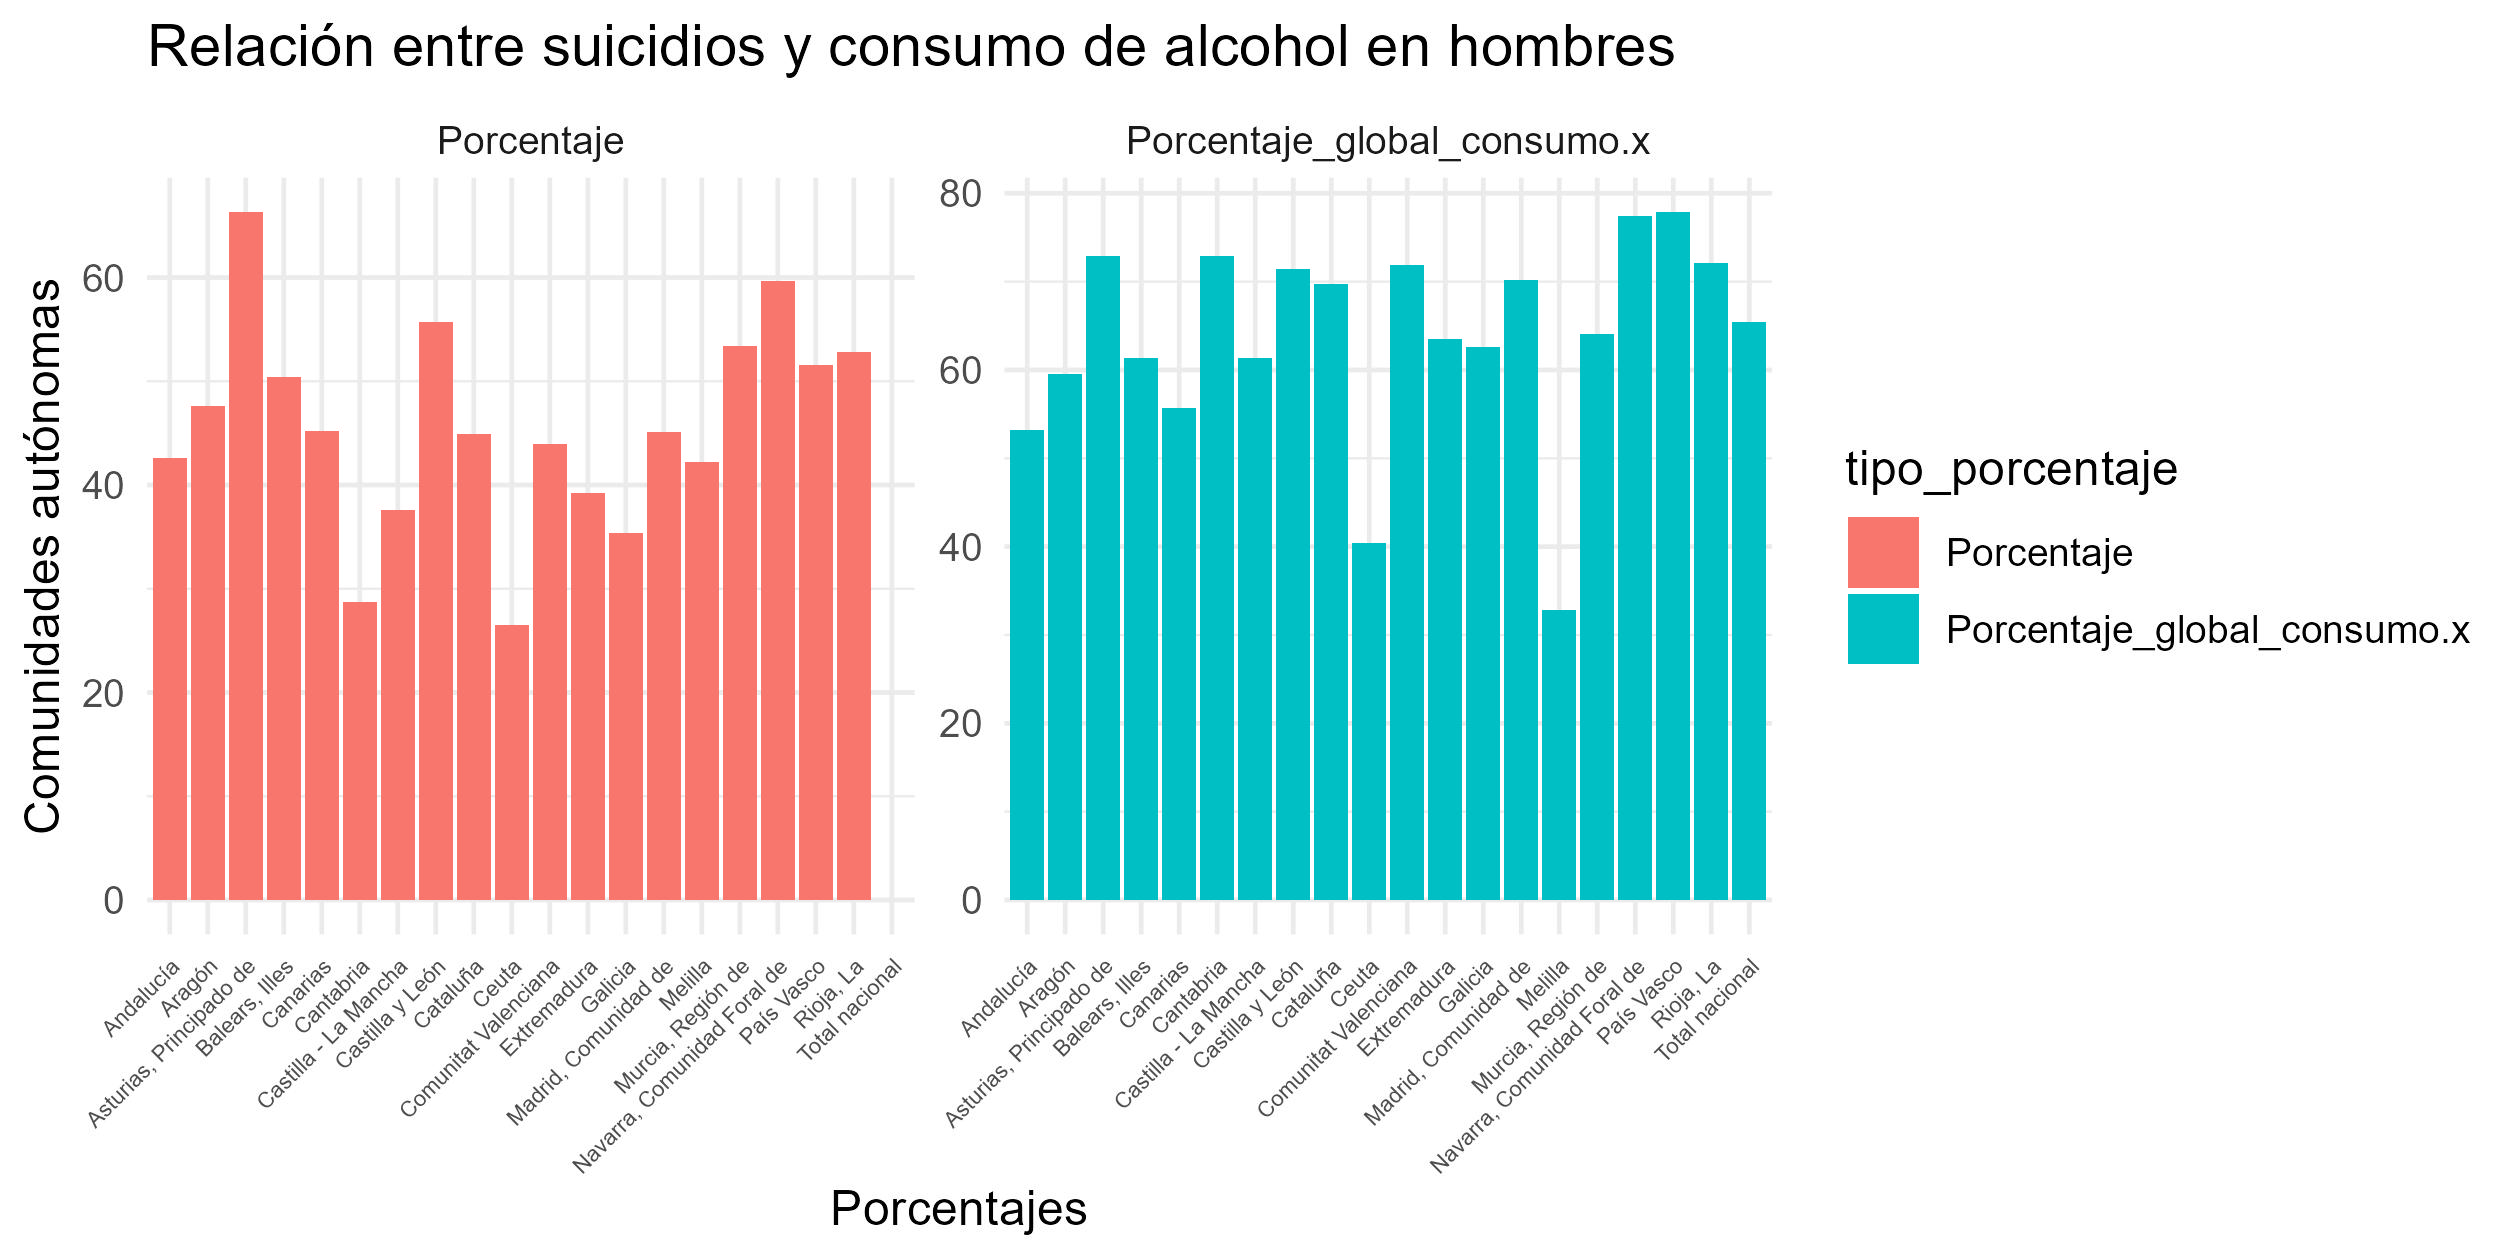 Relación entre suicidios y consumo de alcohol en hombres
Porcentaje
Porcentaje_global_consumo.x
Comunidades autónomas
60
40
20
0
80
60
40
20
0
Andalucía
Aragón
Asturias, Principado de
Balears, Illes
Canarias
Cantabria
Castilla - La Mancha
Castilla y León
Cataluña
Ceuta
Comunitat Valenciana
Extremadura
Galicia
Madrid, Comunidad de
Melilla
Murcia, Región de
Navarra, Comunidad Foral de
País Vasco
Rioja, La
Total nacional
Andalucía
Aragón
Asturias, Principado de
Balears, Illes
Canarias
Cantabria
Castilla - La Mancha
Castilla y León
Cataluña
Ceuta
Comunitat Valenciana
Extremadura
Galicia
Madrid, Comunidad de
Melilla
Murcia, Región de
Navarra, Comunidad Foral de
País Vasco
Rioja, La
Total nacional
Porcentajes
tipo_porcentaje
Porcentaje
Porcentaje_global_consumo.x